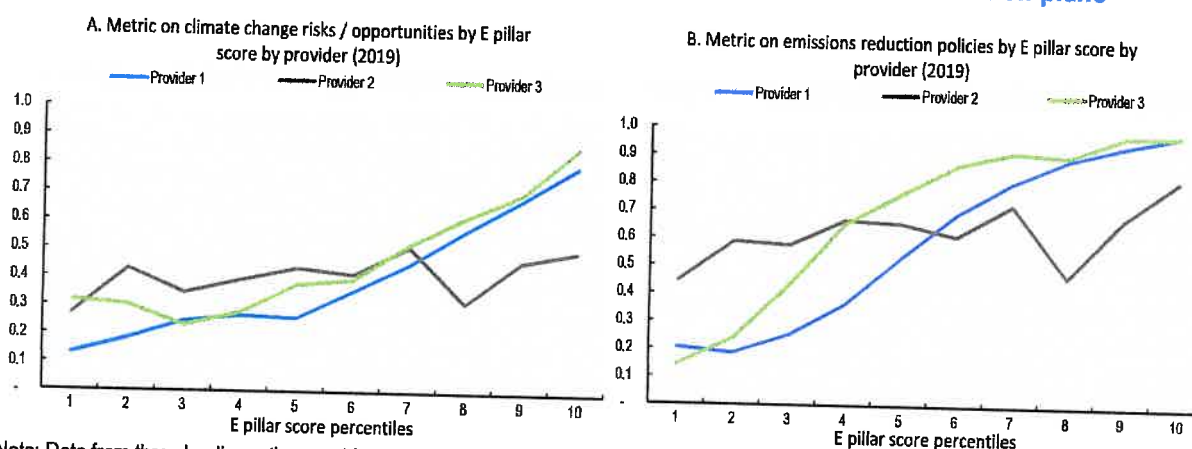 plans
A. Metric on climate change risks / opportunities by E pillar
score by provider (2019)
Provider 1 Provider 2 Provider 3
1.0
0.9
0.8
0.7
0.6
0.5
0.4
0.3
0.2
0.1
-
1 2 3 4 5 6 7 8 9 10
E pillar score percentiles
B. Metric on emissions reduction policies by E pillar score by
provider (2019)
Provider 1 Provider 2 Provider 3
1.0
0.9
0.8
0.7
0.6
0.5
0.4
0.3
0.2
0.1
-
1 2 3 4 5 6 7 8 9 10
E pillar score percentiles
Note: Data from three